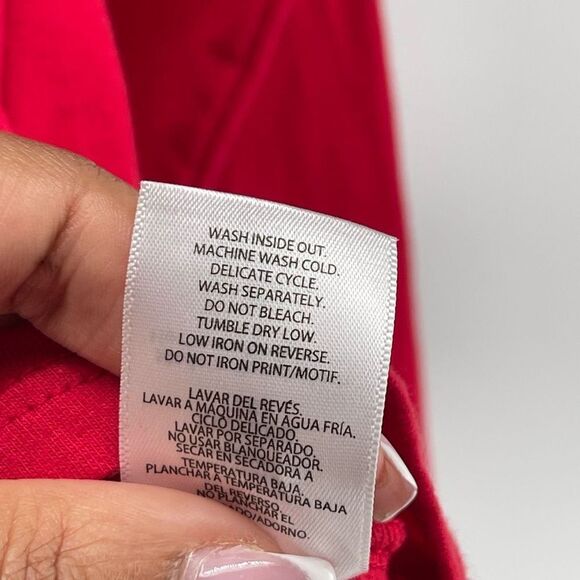 WASH INSIDE OUT.
MACHINE WASH COLD.
DELICATE CYCLE.
WASH SEPARATELY.
DO NOT BLEACH.
TUMBLE DRY LOW.
LOW IRON ON REVERSE.
DO NOT IRON PRINT/MOTIF.
LAVAR DEL REVÉS.
LAVAR A MÁQUINA EN AGUA FRÍA.
CICLO DELICADO.
LAVAR POR SEPARADO.
NO USAR BLANQUEADOR.
SECAR EN SECADORA A
TEMPERATURA BAJA.
PLANCHAR A TEMPERATURA BAJA
DEL REVERSO.
NO PLANCHAR EL
/ADORNO.